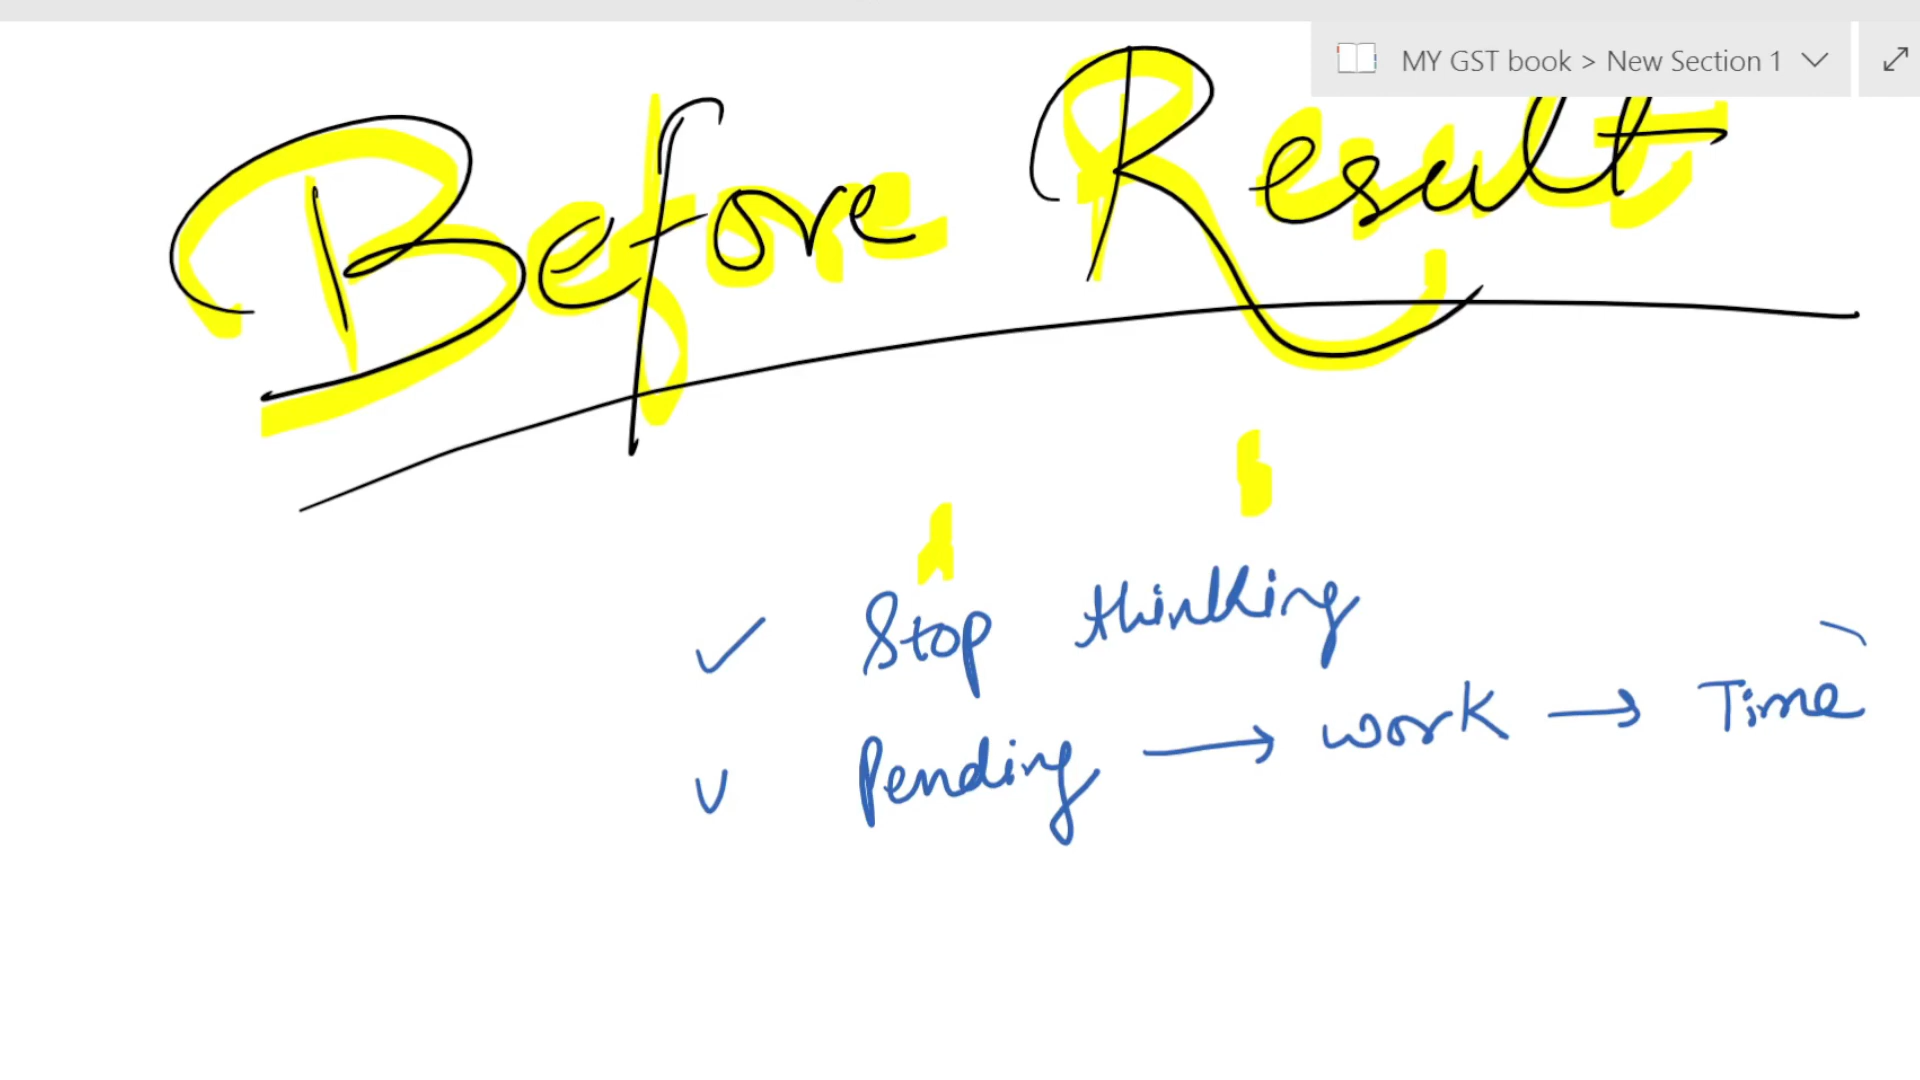 MY GST book > New Section 1
Before Result
Stop thinking
Pending → work → Time